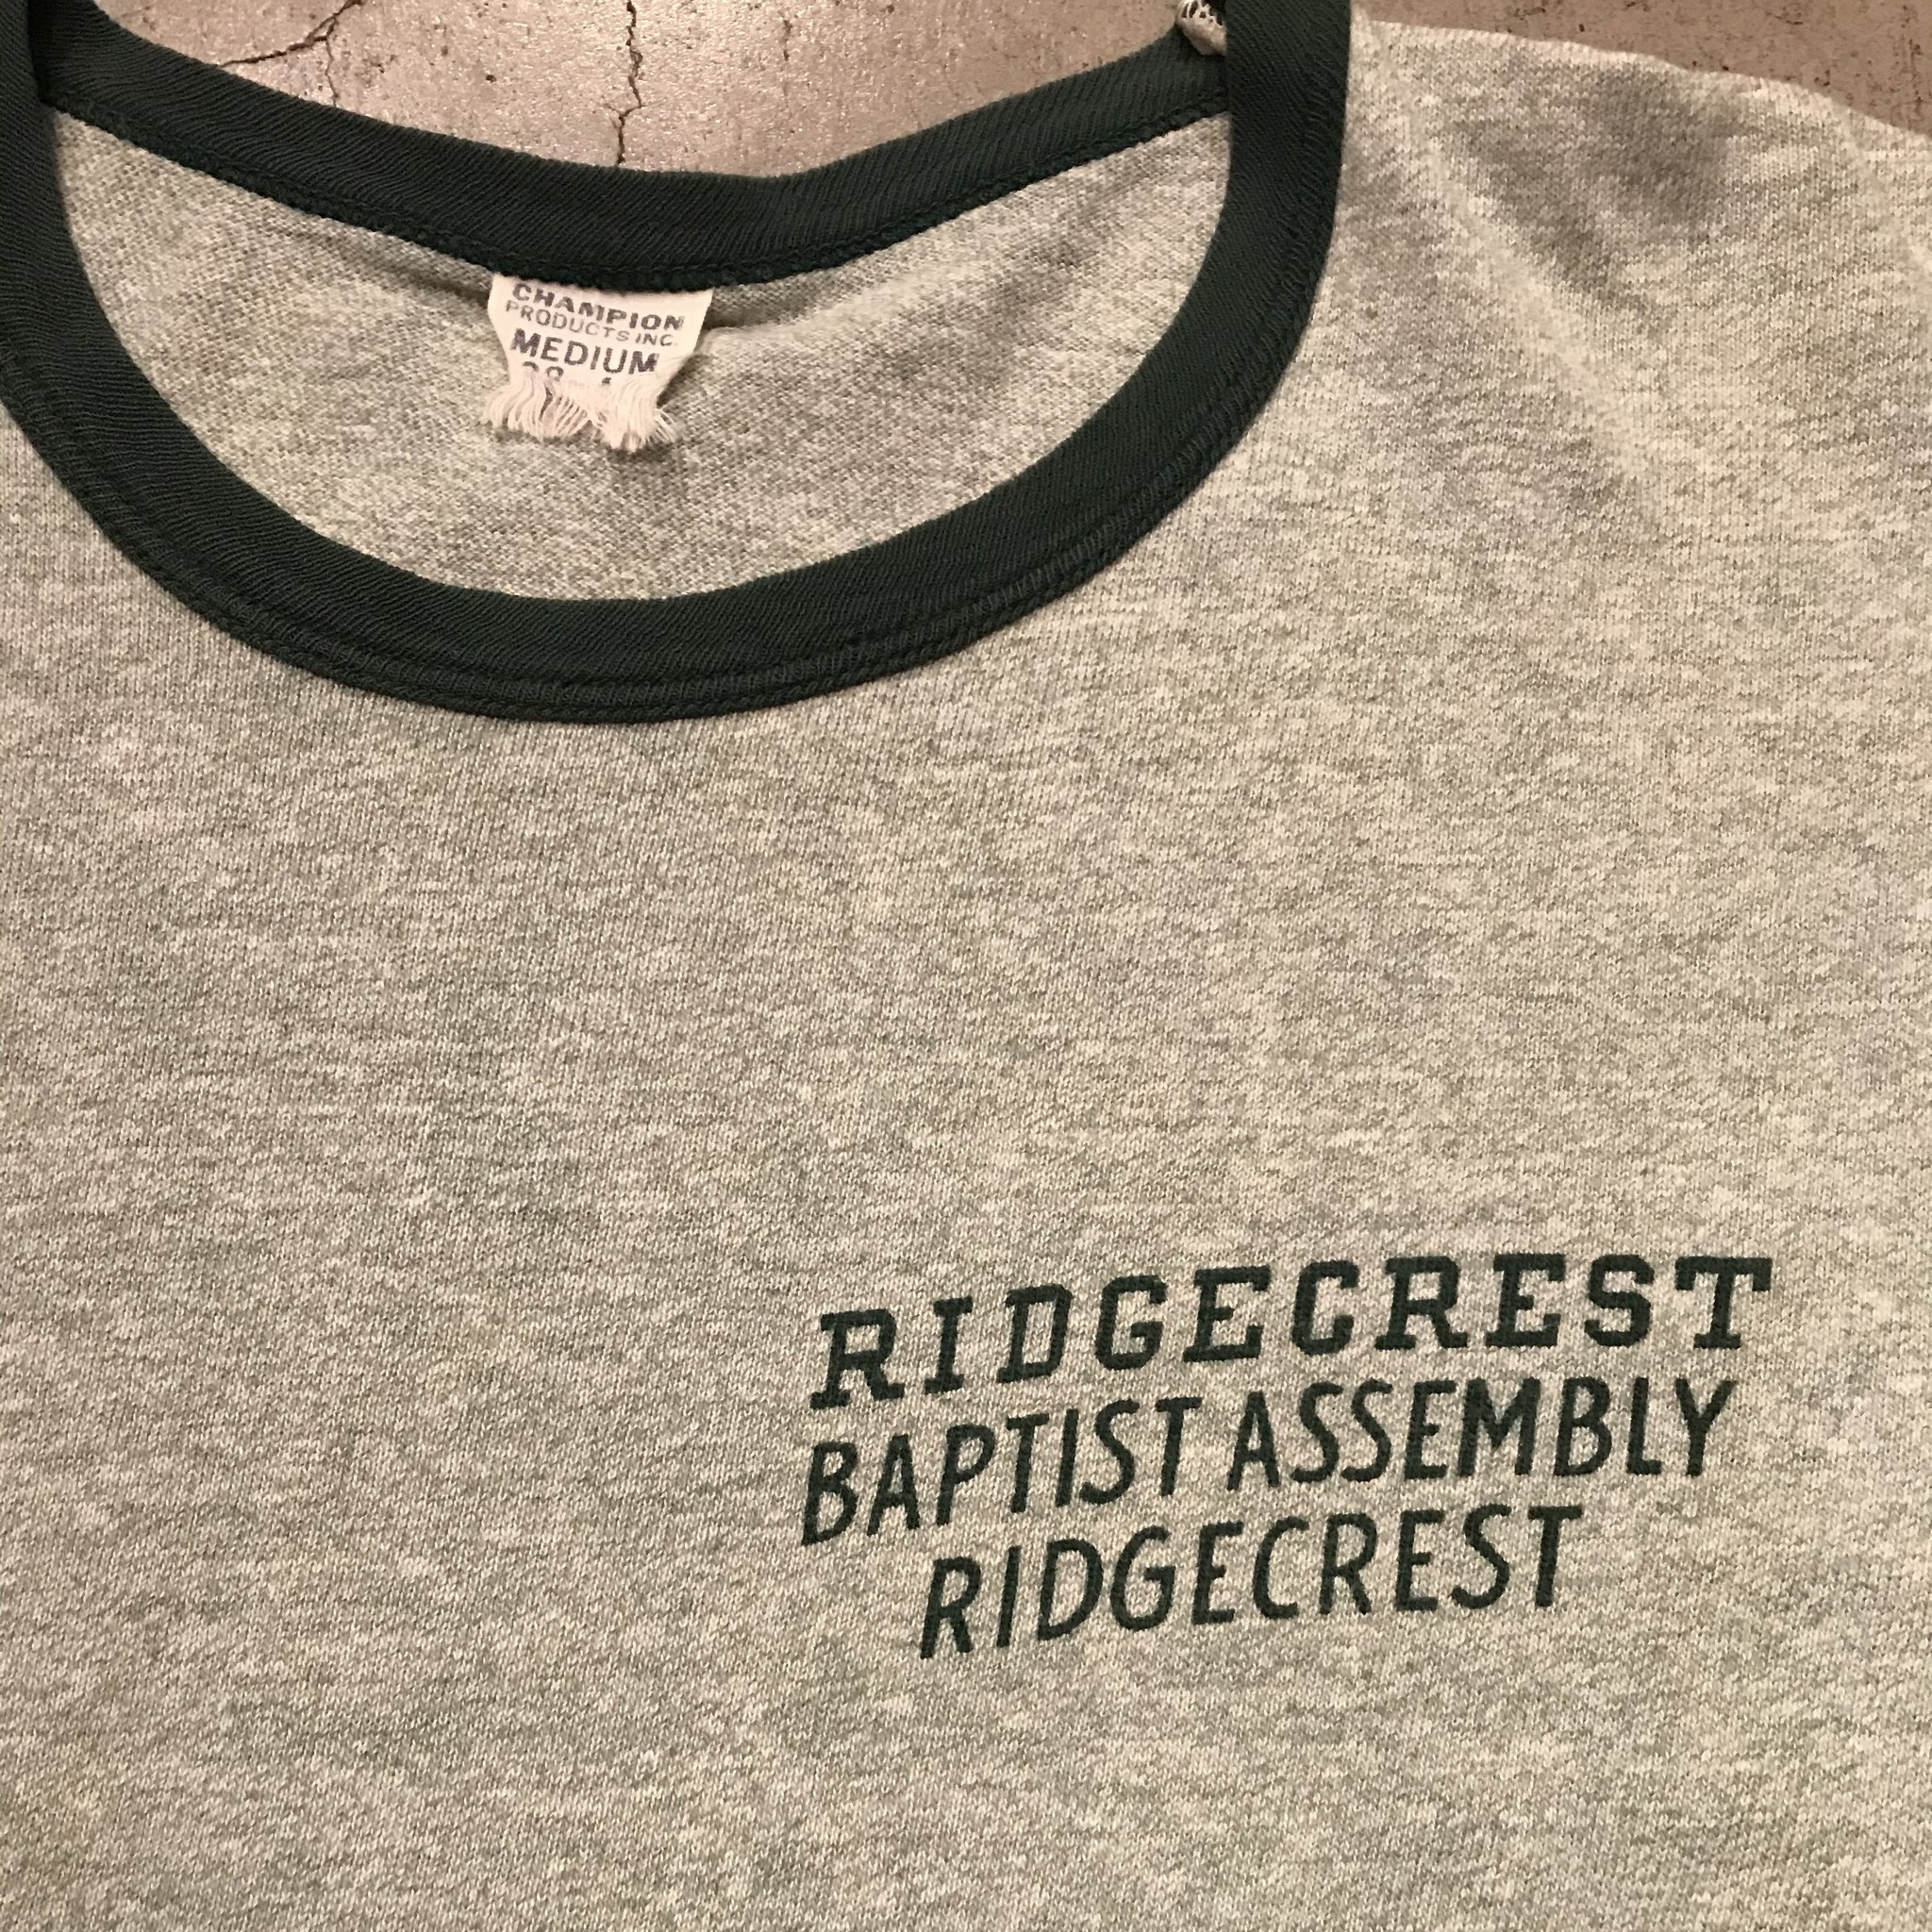 CHAMPION
PRODUCTS INC.
MEDIUM
RIDGECREST
BAPTIST ASSEMBLY
RIDGECREST